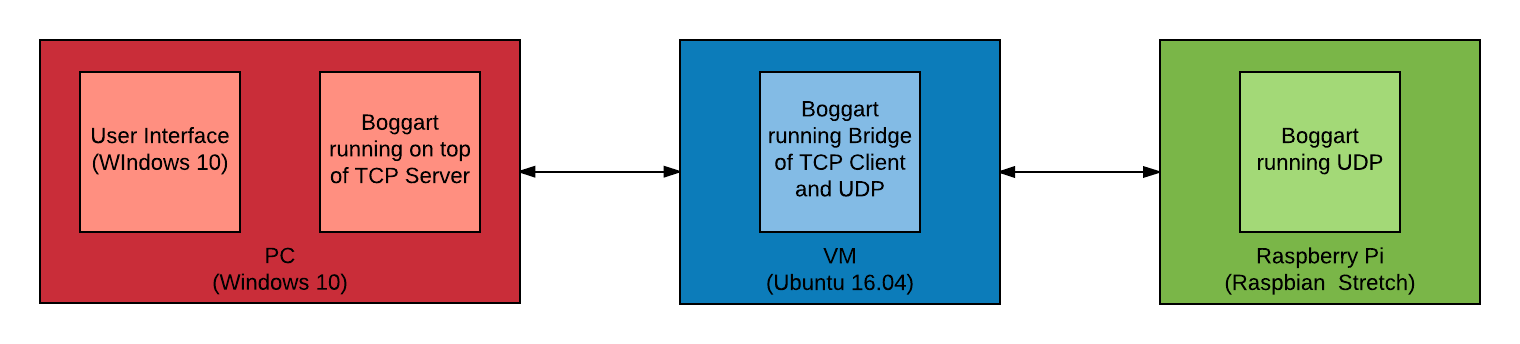 User Interface
(WIndows 10)
Boggart
running on top
of TCP Server
PC
(Windows 10)
Boggart
running Bridge
of TCP Client
and UDP
VM
(Ubuntu 16.04)
Boggart
running UDP
Raspberry Pi
(Raspbian  Stretch)